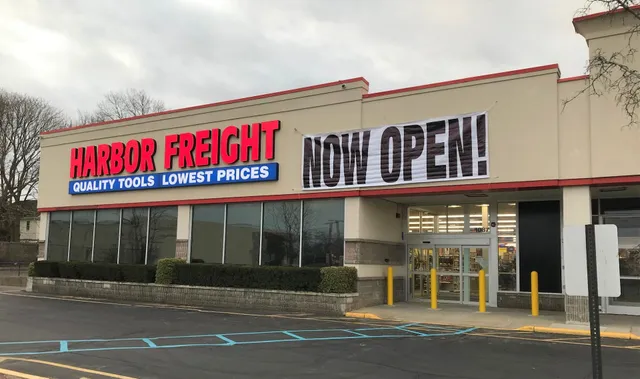 HARBOR FREIGHT
QUALITY TOOLS LOWEST PRICES
NOW OPEN!